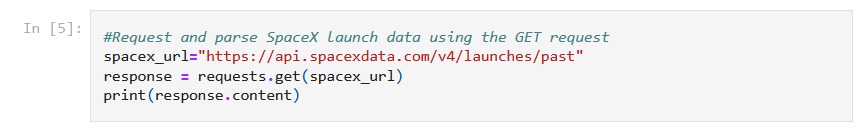 In [5]:
#Request and parse SpaceX launch data using the GET request
spacex_url="https://api.spacexdata.com/v4/launches/past"
response = requests.get(spacex_url)
print(response.content)